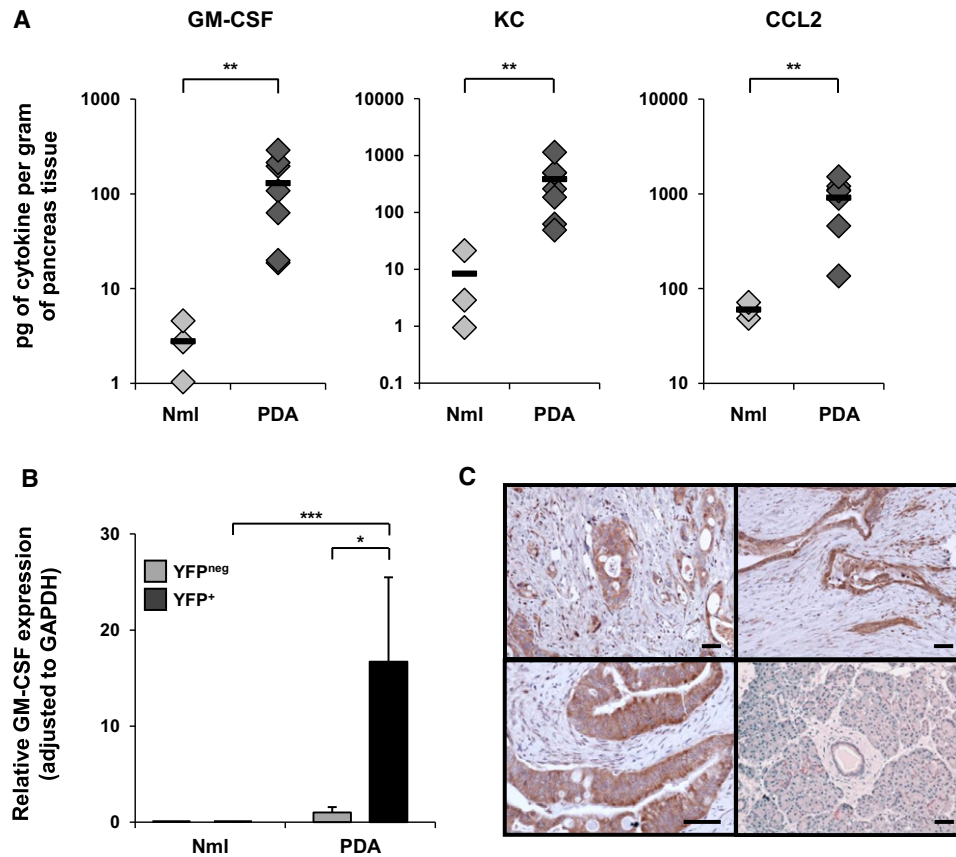 A
GM-CSF
KC
CCL2
pg of cytokine per gram
of pancreas tissue
**
1000
100
10
1
Nml
PDA
**
10000
1000
100
10
1
0.1
Nml
PDA
**
10000
1000
100
10
Nml
PDA
B
Relative GM-CSF expression
(adjusted to GAPDH)
30
20
10
0
***
*
YFPneg
YFP+
Nml
PDA
C